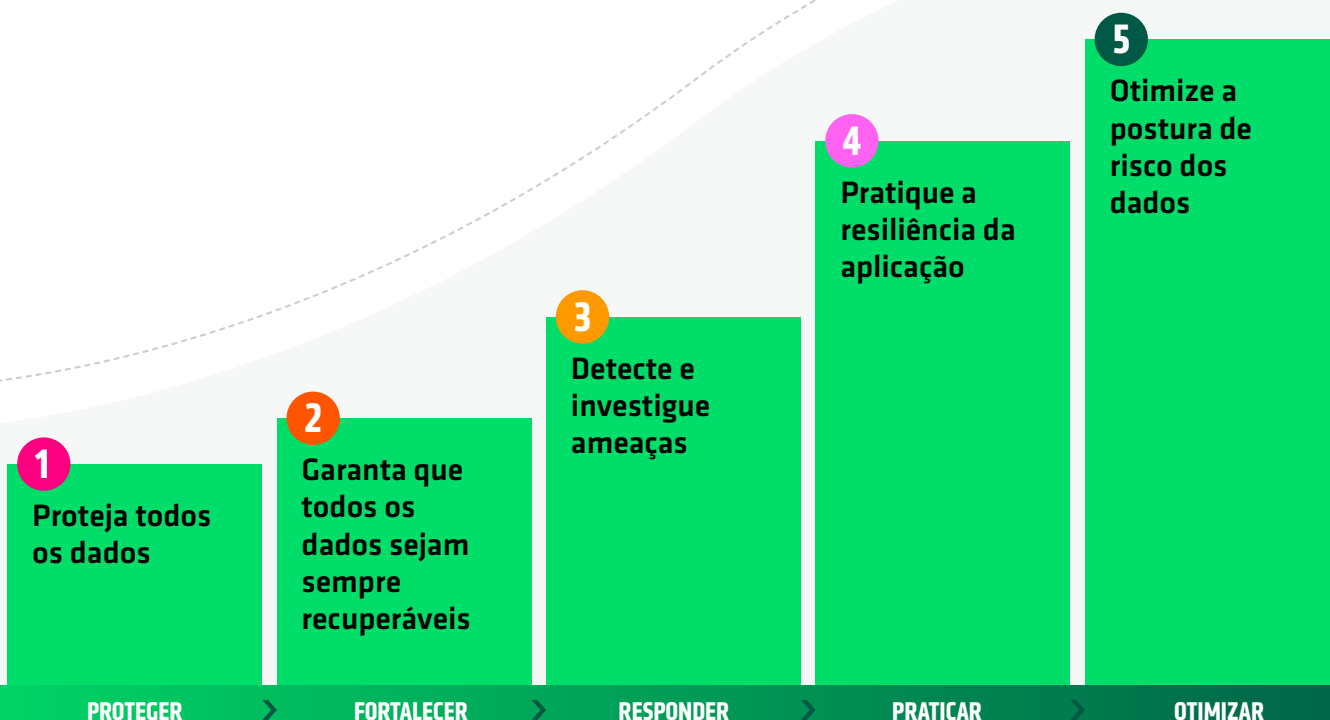 1
Proteja todos
os dados
2
Garanta que
todos os
dados sejam
sempre
recuperáveis
3
Detecte e
investigue
ameaças
4
Pratique a
resiliência da
aplicação
5
Otimize a
postura de
risco dos
dados
PROTEGER
FORTALECER
RESPONDER
PRATICAR
OTIMIZAR